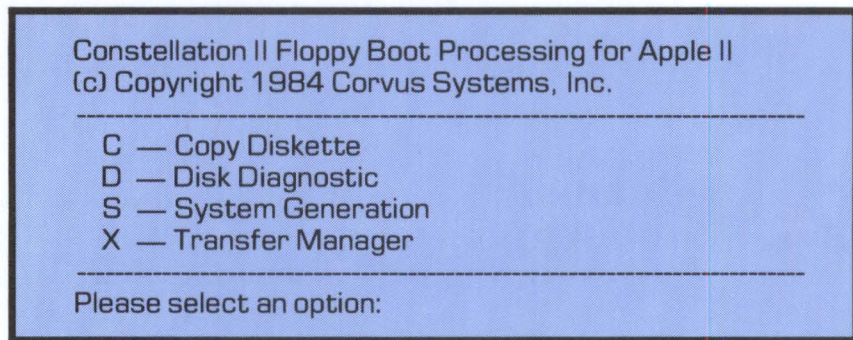 Constellation II Floppy Boot Processing for Apple II
(c) Copyright 1984 Corvus Systems, Inc.
----------------------------------------------------------------
C — Copy Diskette
D — Disk Diagnostic
S — System Generation
X — Transfer Manager
----------------------------------------------------------------
Please select an option: